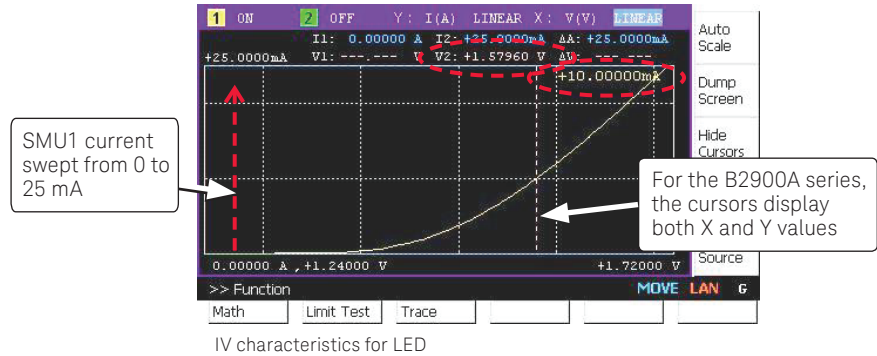 1 ON 2 OFF Y: I(A) LINEAR X: V(V) LINEAR
I1: 0.00000 A I2: +25.0000mA ΔA: +25.0000mA
+25.0000mA V1: ---.--- V V2: +1.57960 V ΔV:
+10.00000mA
Auto
Scale
Dump
Screen
Hide
Cursors
Source
SMU1 current
swept from 0 to
25 mA
For the B2900A series,
the cursors display
both X and Y values
0.00000 A ,+1.24000 V +1.72000 V
>> Function MOVE LAN G
Math Limit Test Trace
IV characteristics for LED